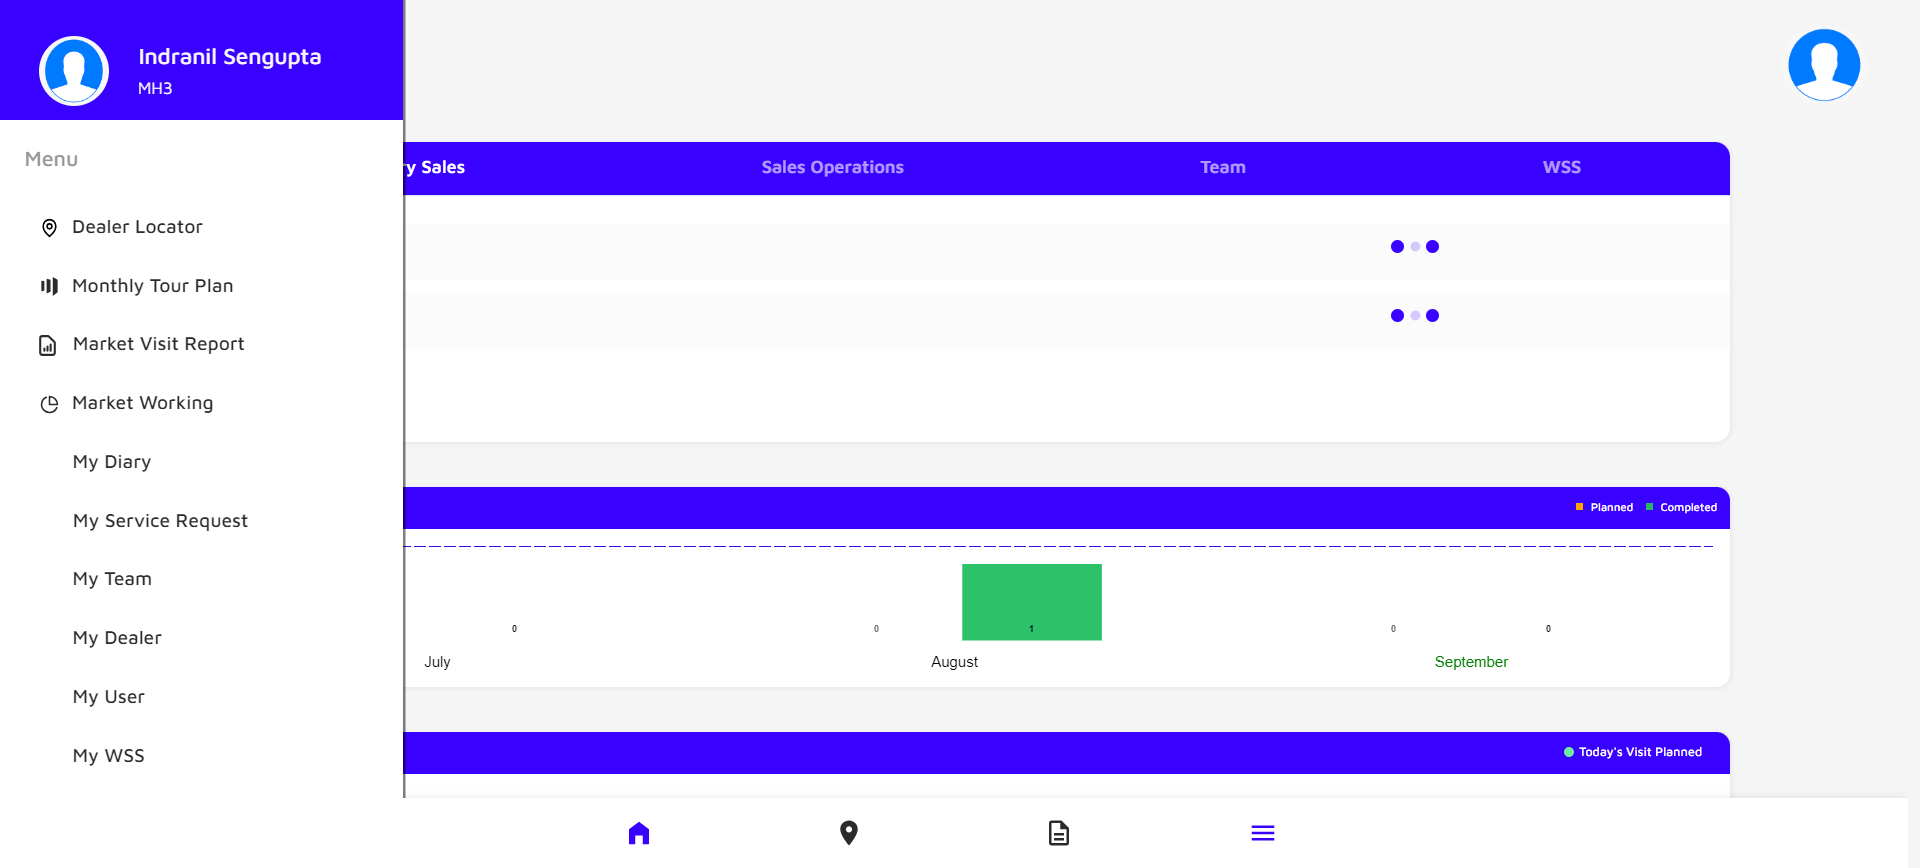 Indranil Sengupta
MH3
Menu
Dealer Locator
Monthly Tour Plan
Market Visit Report
Market Working
My Diary
My Service Request
My Team
My Dealer
My User
My WSS
Sales
Sales Operations
Team
WSS
Planned
Completed
0
0
1
0
0
July
August
September
Today's Visit Planned